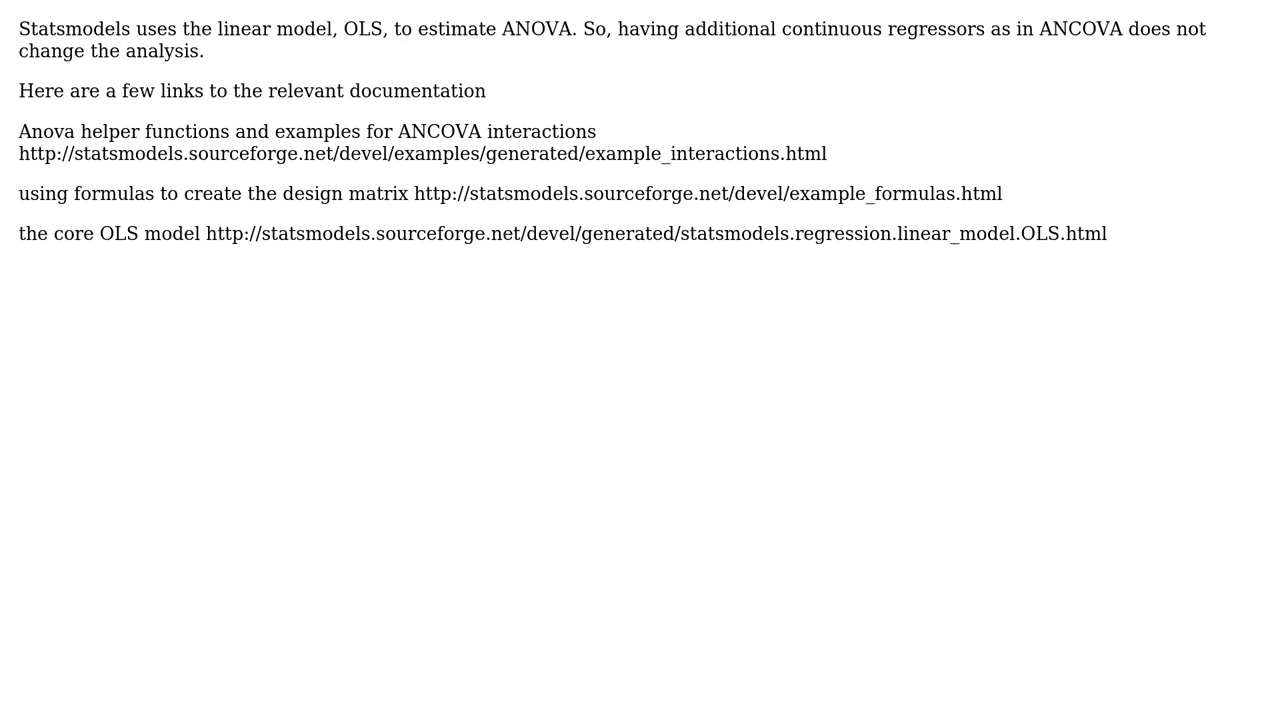 Statsmodels uses the linear model, OLS, to estimate ANOVA. So, having additional continuous regressors as in ANCOVA does not
change the analysis.
Here are a few links to the relevant documentation
Anova helper functions and examples for ANCOVA interactions
http://statsmodels.sourceforge.net/devel/examples/generated/example_interactions.html
using formulas to create the design matrix http://statsmodels.sourceforge.net/devel/example_formulas.html
the core OLS model http://statsmodels.sourceforge.net/devel/generated/statsmodels.regression.linear_model.OLS.html